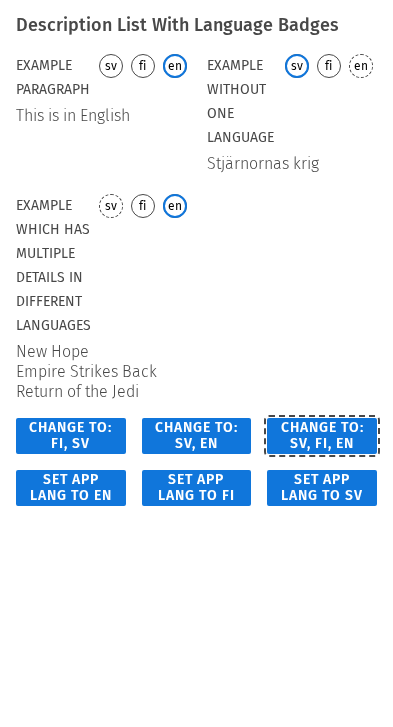 Description List With Language Badges
EXAMPLE PARAGRAPH
sv fi en
This is in English
EXAMPLE WITHOUT ONE LANGUAGE
sv fi en
Stjärnornas krig
EXAMPLE WHICH HAS MULTIPLE DETAILS IN DIFFERENT LANGUAGES
sv fi en
New Hope
Empire Strikes Back
Return of the Jedi
CHANGE TO:
FI, SV
CHANGE TO:
SV, EN
CHANGE TO:
SV, FI, EN
SET APP
LANG TO EN
SET APP
LANG TO FI
SET APP
LANG TO SV